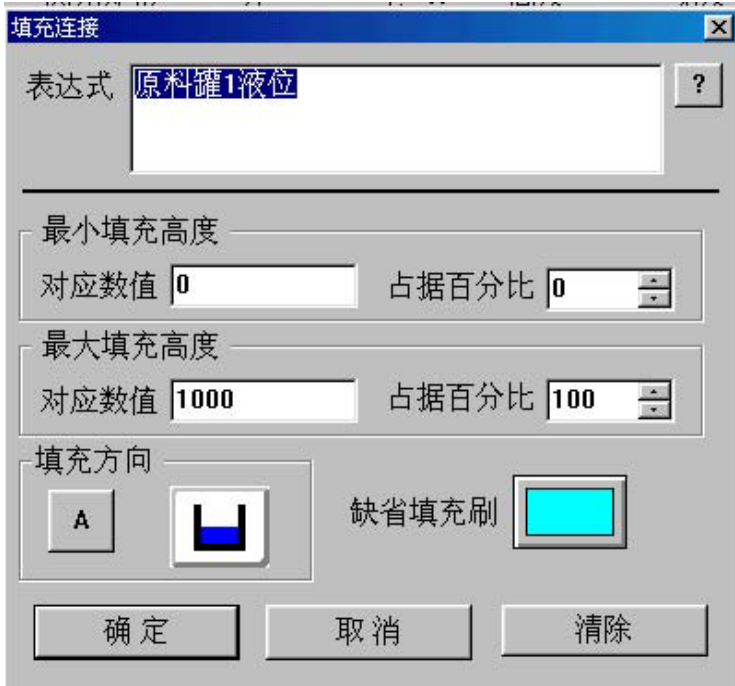 填充连接
表达式 原料罐1液位 ?
最小填充高度
对应数值 0 占据百分比 0
最大填充高度
对应数值 1000 占据百分比 100
填充方向
A 缺省填充刷
确定 取消 清除